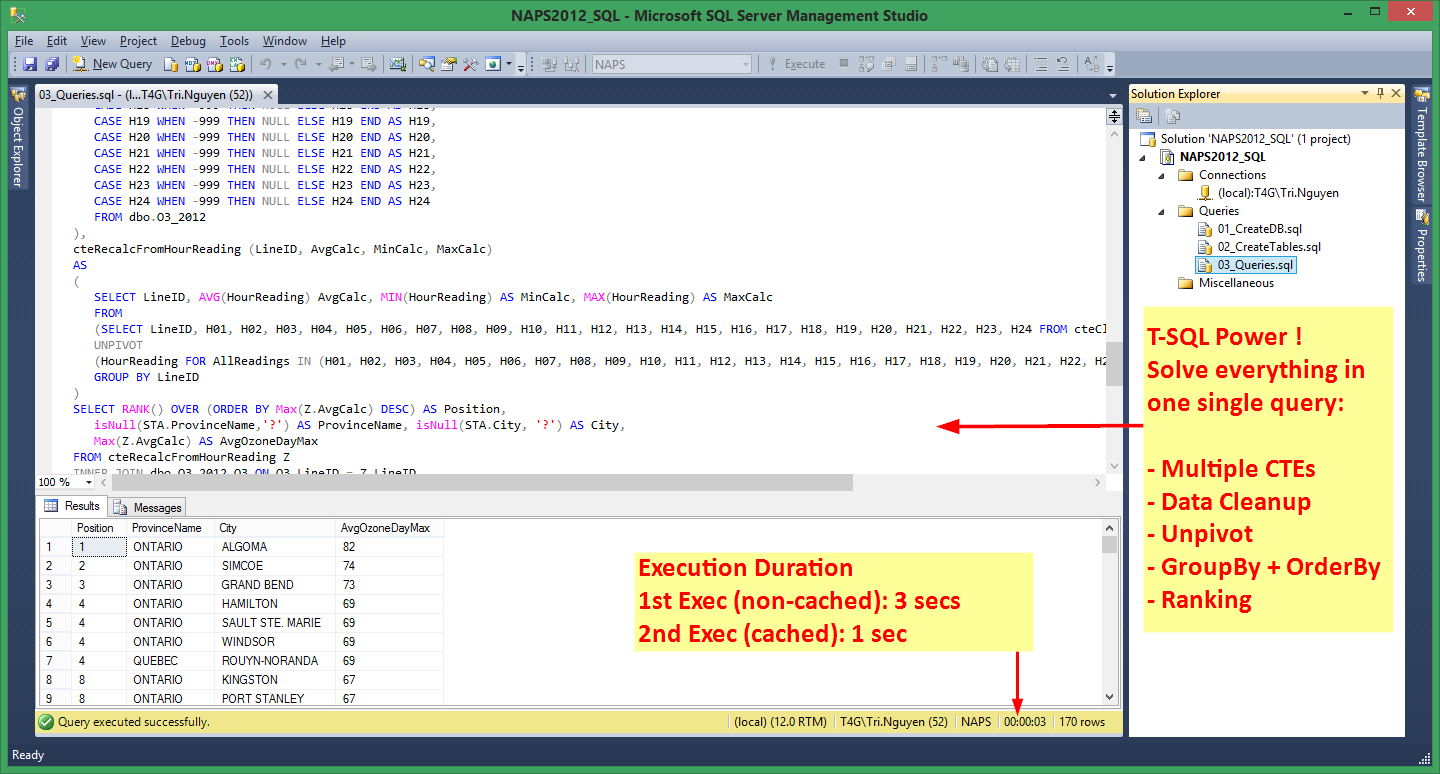 NAPS2012_SQL - Microsoft SQL Server Management Studio
File Edit View Project Debug Tools Window Help
New Query NAPS Execute
Object Explorer
03_Queries.sql - (l...T4G\Tri.Nguyen (52))
CASE H19 WHEN -999 THEN NULL ELSE H19 END AS H19,
CASE H20 WHEN -999 THEN NULL ELSE H20 END AS H20,
CASE H21 WHEN -999 THEN NULL ELSE H21 END AS H21,
CASE H22 WHEN -999 THEN NULL ELSE H22 END AS H22,
CASE H23 WHEN -999 THEN NULL ELSE H23 END AS H23,
CASE H24 WHEN -999 THEN NULL ELSE H24 END AS H24
FROM dbo.O3_2012
),
cteRecalcFromHourReading (LineID, AvgCalc, MinCalc, MaxCalc)
AS
(
SELECT LineID, AVG(HourReading) AvgCalc, MIN(HourReading) AS MinCalc, MAX(HourReading) AS MaxCalc
FROM
(SELECT LineID, H01, H02, H03, H04, H05, H06, H07, H08, H09, H10, H11, H12, H13, H14, H15, H16, H17, H18, H19, H20, H21, H22, H23, H24 FROM cteCl
UNPIVOT
(HourReading FOR AllReadings IN (H01, H02, H03, H04, H05, H06, H07, H08, H09, H10, H11, H12, H13, H14, H15, H16, H17, H18, H19, H20, H21, H22, H2
GROUP BY LineID
)
SELECT RANK() OVER (ORDER BY Max(Z.AvgCalc) DESC) AS Position,
isNull(STA.ProvinceName,'?') AS ProvinceName, isNull(STA.City, '?') AS City,
Max(Z.AvgCalc) AS AvgOzoneDayMax
FROM cteRecalcFromHourReading Z
INNER JOIN dbo.O3_2012 O3 ON O3.LineID = Z.LineID
100 %
Results Messages
Position ProvinceName City AvgOzoneDayMax
1 1 ONTARIO ALGOMA 82
2 2 ONTARIO SIMCOE 74
3 3 ONTARIO GRAND BEND 73
4 4 ONTARIO HAMILTON 69
5 4 ONTARIO SAULT STE. MARIE 69
6 4 ONTARIO WINDSOR 69
7 4 QUEBEC ROUYN-NORANDA 69
8 8 ONTARIO KINGSTON 67
9 8 ONTARIO PORT STANLEY 67
Execution Duration
1st Exec (non-cached): 3 secs
2nd Exec (cached): 1 sec
Query executed successfully. (local) (12.0 RTM) T4G\Tri.Nguyen (52) NAPS 00:00:03 170 rows
Solution Explorer
Solution 'NAPS2012_SQL' (1 project)
NAPS2012_SQL
Connections
(local):T4G\Tri.Nguyen
Queries
01_CreateDB.sql
02_CreateTables.sql
03_Queries.sql
Miscellaneous
T-SQL Power !
Solve everything in
one single query:
- Multiple CTEs
- Data Cleanup
- Unpivot
- GroupBy + OrderBy
- Ranking
Template Browser
Properties
Ready